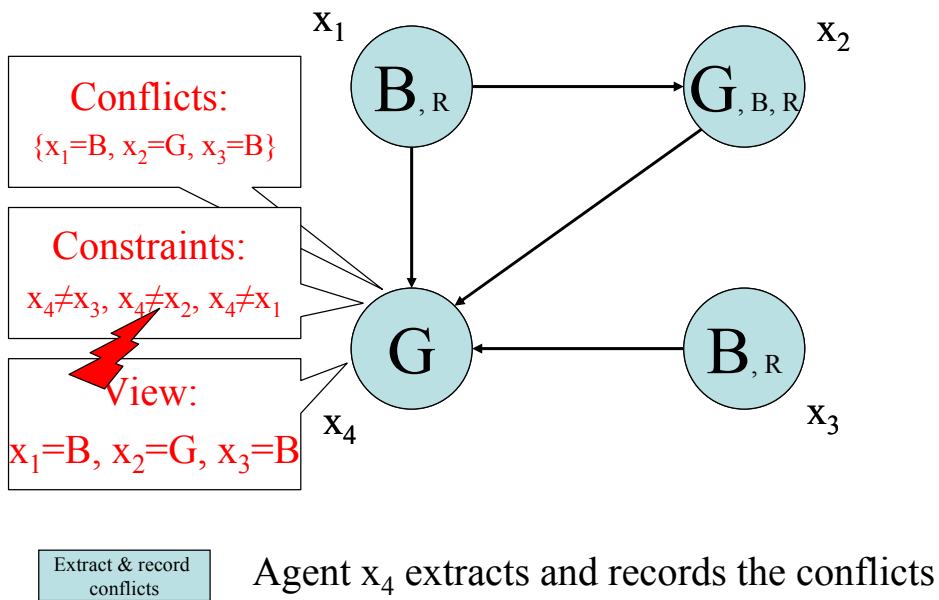 x₁
x₂
B, R
G, B, R
Conflicts:
{x₁=B, x₂=G, x₃=B}
Constraints:
x₄≠x₃, x₄≠x₂, x₄≠x₁
G
B, R
View:
x₁=B, x₂=G, x₃=B
x₄
x₃
Extract & record
conflicts
Agent x₄ extracts and records the conflicts